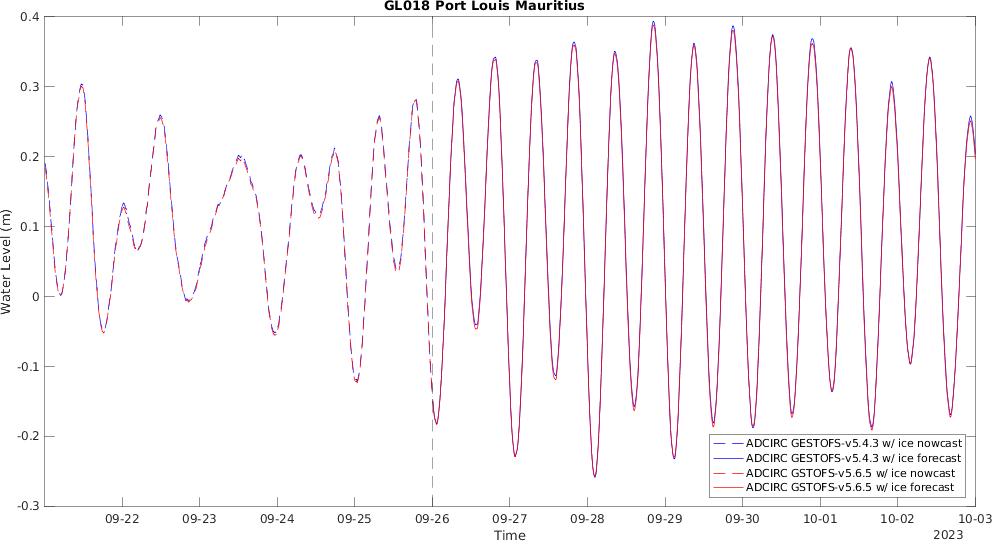 GL018 Port Louis Mauritius
Water Level (m)
0.4
0.3
0.2
0.1
0
-0.1
-0.2
-0.3
ADCIRC GESTOFS-v5.4.3 w/ ice nowcast
ADCIRC GESTOFS-v5.4.3 w/ ice forecast
ADCIRC GSTOFS-v5.6.5 w/ ice nowcast
ADCIRC GSTOFS-v5.6.5 w/ ice forecast
09-22 09-23 09-24 09-25 09-26 09-27 09-28 09-29 09-30 10-01 10-02 10-03
Time
2023